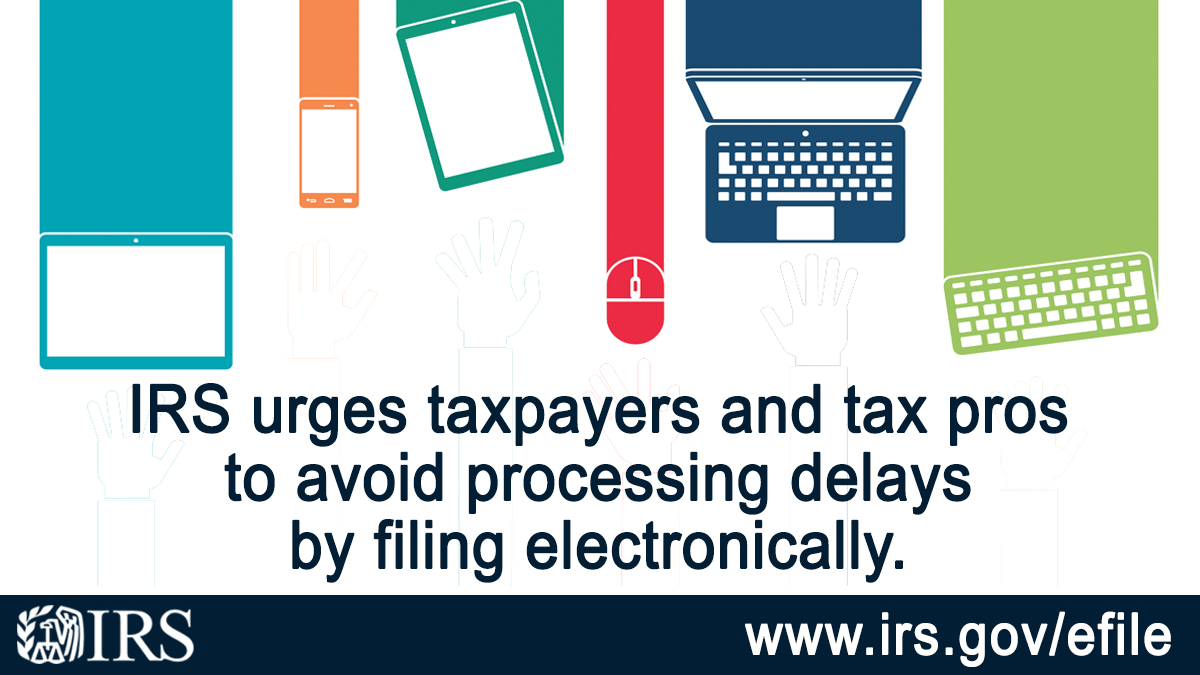 IRS urges taxpayers and tax pros
to avoid processing delays
by filing electronically.
IRS
www.irs.gov/efile